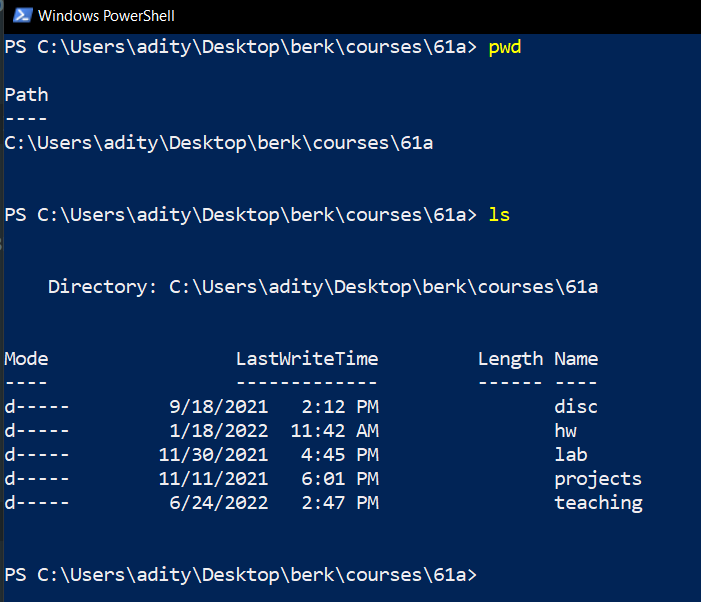 Windows PowerShell
PS C:\Users\adity\Desktop\berk\courses\61a> pwd
Path
----
C:\Users\adity\Desktop\berk\courses\61a
PS C:\Users\adity\Desktop\berk\courses\61a> ls
    Directory: C:\Users\adity\Desktop\berk\courses\61a
Mode                 LastWriteTime         Length Name
----                 -------------         ------ ----
d-----         9/18/2021   2:12 PM                disc
d-----         1/18/2022  11:42 AM                hw
d-----        11/30/2021   4:45 PM                lab
d-----        11/11/2021   6:01 PM                projects
d-----         6/24/2022   2:47 PM                teaching
PS C:\Users\adity\Desktop\berk\courses\61a>